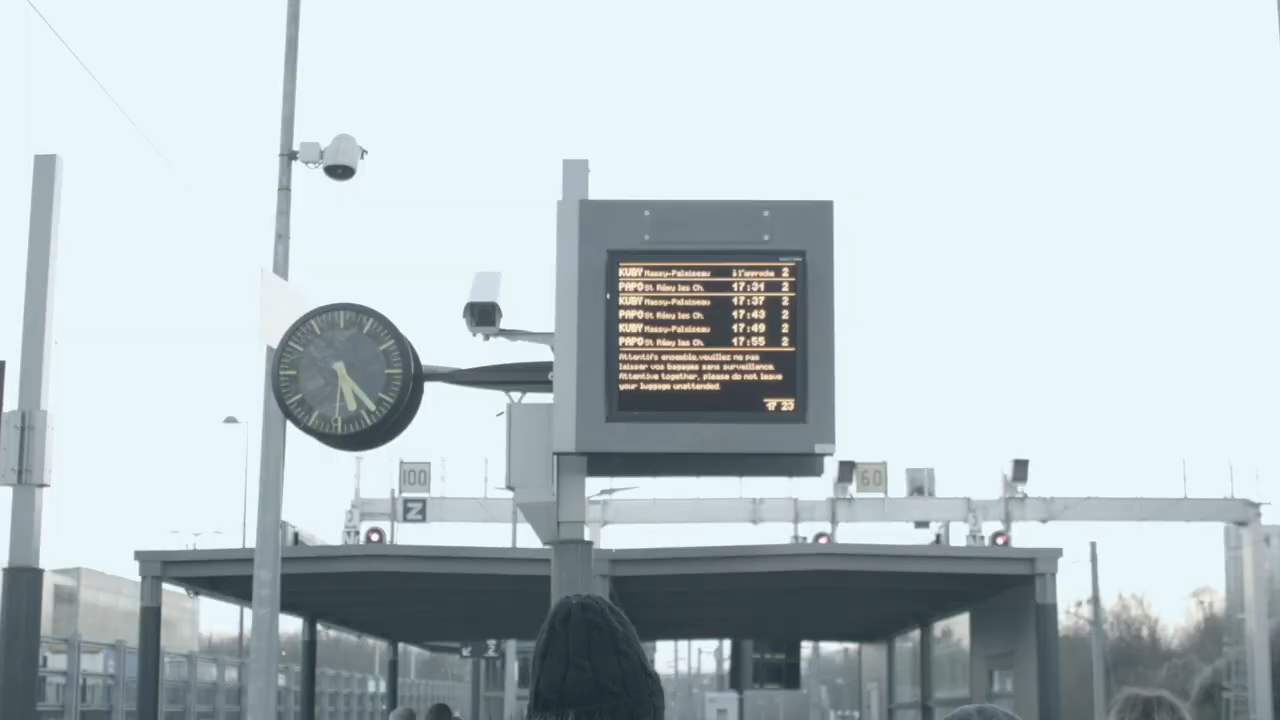 KUBY Massy-Palaiseau à l'approche 2
PAPO St Rémy les Ch. 17:31 2
KUBY Massy-Palaiseau 17:37 2
PAPO St Rémy les Ch. 17:43 2
KUBY Massy-Palaiseau 17:49 2
PAPO St Rémy les Ch. 17:55 2
Attentifs ensemble,veuillez ne pas
laisser vos bagages sans surveillance.
Attentive together, please do not leave
your luggage unattended.
17 23
100
60
Z